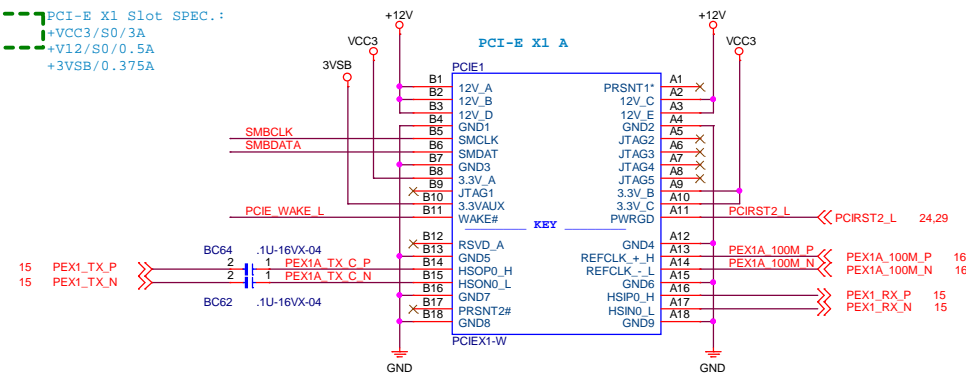 PCI-E X1 Slot SPEC.:
+VCC3/S0/3A
+V12/S0/0.5A
+3VSB/0.375A
+12V
+12V
PCI-E X1 A
VCC3
VCC3
3VSB
PCIE1
B1 12V_A PRSNT1* A1
B2 12V_B 12V_C A2
B3 12V_D 12V_E A3
B4 GND1 GND2 A4
SMBCLK B5 SMCLK JTAG2 A5
SMBDATA B6 SMDAT JTAG3 A6
B7 GND3 JTAG4 A7
B8 3.3V_A JTAG5 A8
B9 JTAG1 3.3V_B A9
B10 3.3VAUX 3.3V_C A10
PCIE_WAKE_L B11 WAKE# PWRGD A11 PCIRST2_L PCIRST2_L 24,29
KEY
B12 RSVD_A GND4 A12
BC64 .1U-16VX-04 B13 GND5 REFCLK_+_H A13 PEX1A_100M_P PEX1A_100M_P 16
15 PEX1_TX_P 2 1 PEX1A_TX_C_P B14 HSOP0_H REFCLK_-_L A14 PEX1A_100M_N PEX1A_100M_N 16
15 PEX1_TX_N 2 1 PEX1A_TX_C_N B15 HSON0_L GND6 A15
B16 GND7 HSIP0_H A16 PEX1_RX_P 15
BC62 .1U-16VX-04 B17 PRSNT2# HSIN0_L A17 PEX1_RX_N 15
B18 GND8 GND9 A18
PCIEX1-W
GND
GND